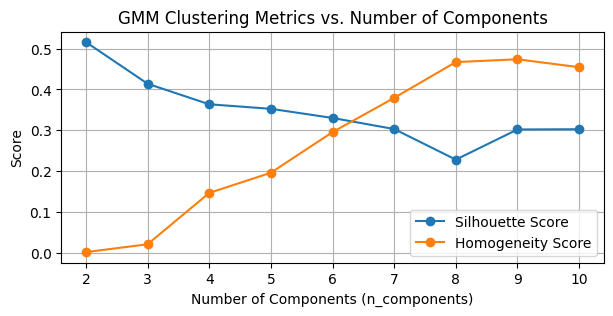 GMM Clustering Metrics vs. Number of Components
Score
0.5
0.4
0.3
0.2
0.1
0.0
Silhouette Score
Homogeneity Score
2 3 4 5 6 7 8 9 10
Number of Components (n_components)